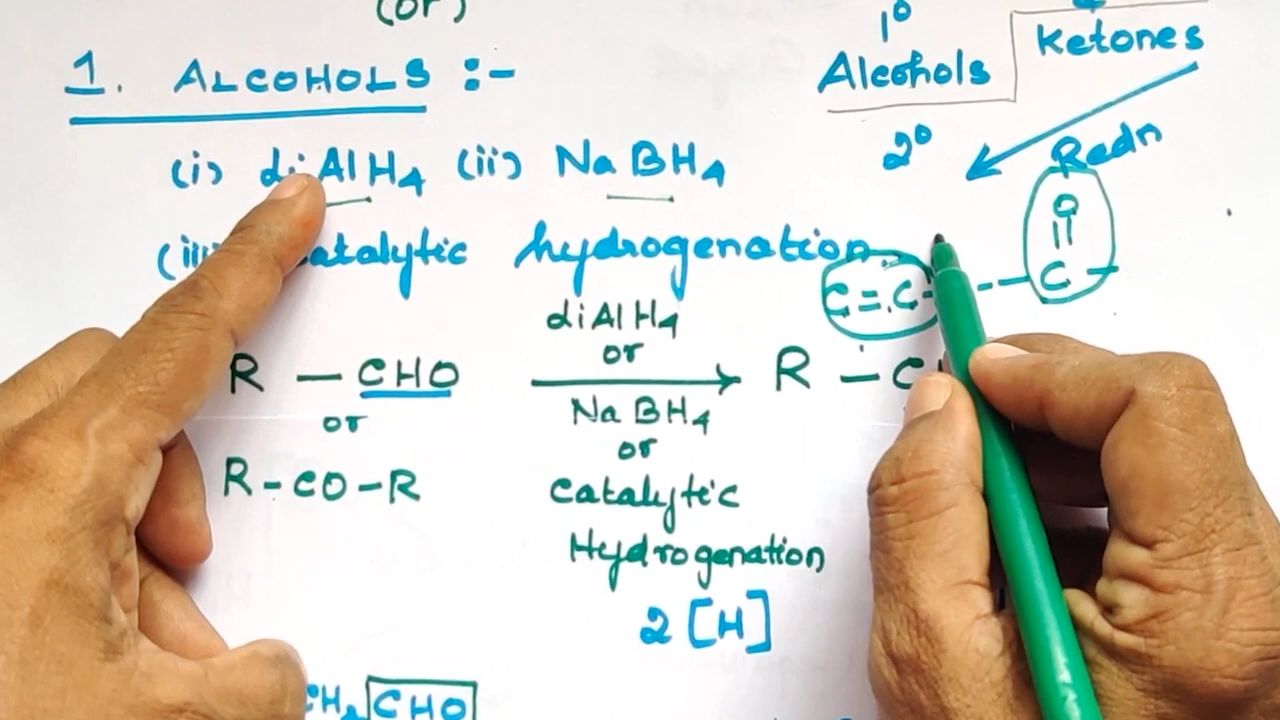 (or)
1. ALCOHOLS :-
1° Alcohols
ketones
2°
Redn
(i) LiAlH4 (ii) NaBH4
(iii) Catalytic hydrogenation
O
||
C=C- --- C -
LiAlH4
or
R — CHO → R - C
or
NaBH4
or
R-CO-R
Catalytic
Hydrogenation
2 [H]
CHO